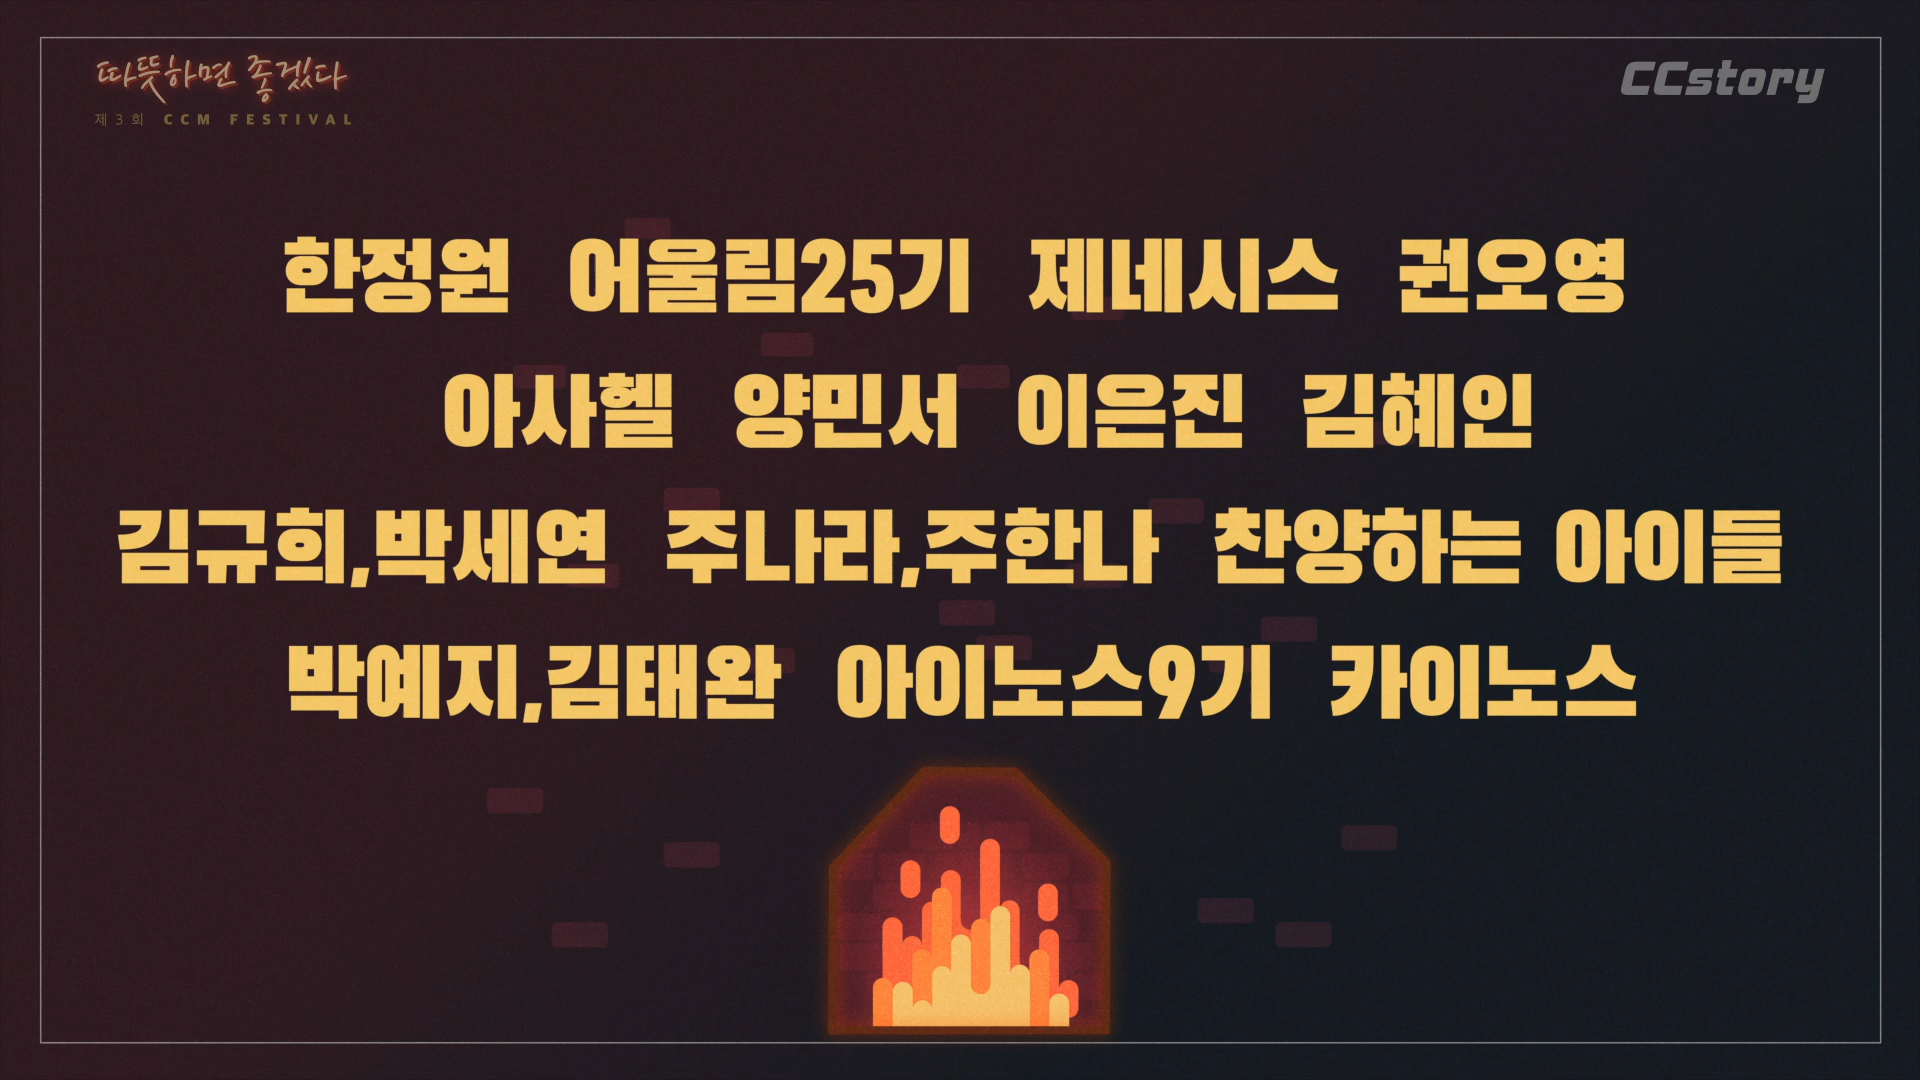 따뜻하면 좋겠다
제3회 CCM FESTIVAL
CCstory
한정원 어울림25기 제네시스 권오영
아사헬 양민서 이은진 김혜인
김규희,박세연 주나라,주한나 찬양하는 아이들
박예지,김태완 아이노스9기 카이노스